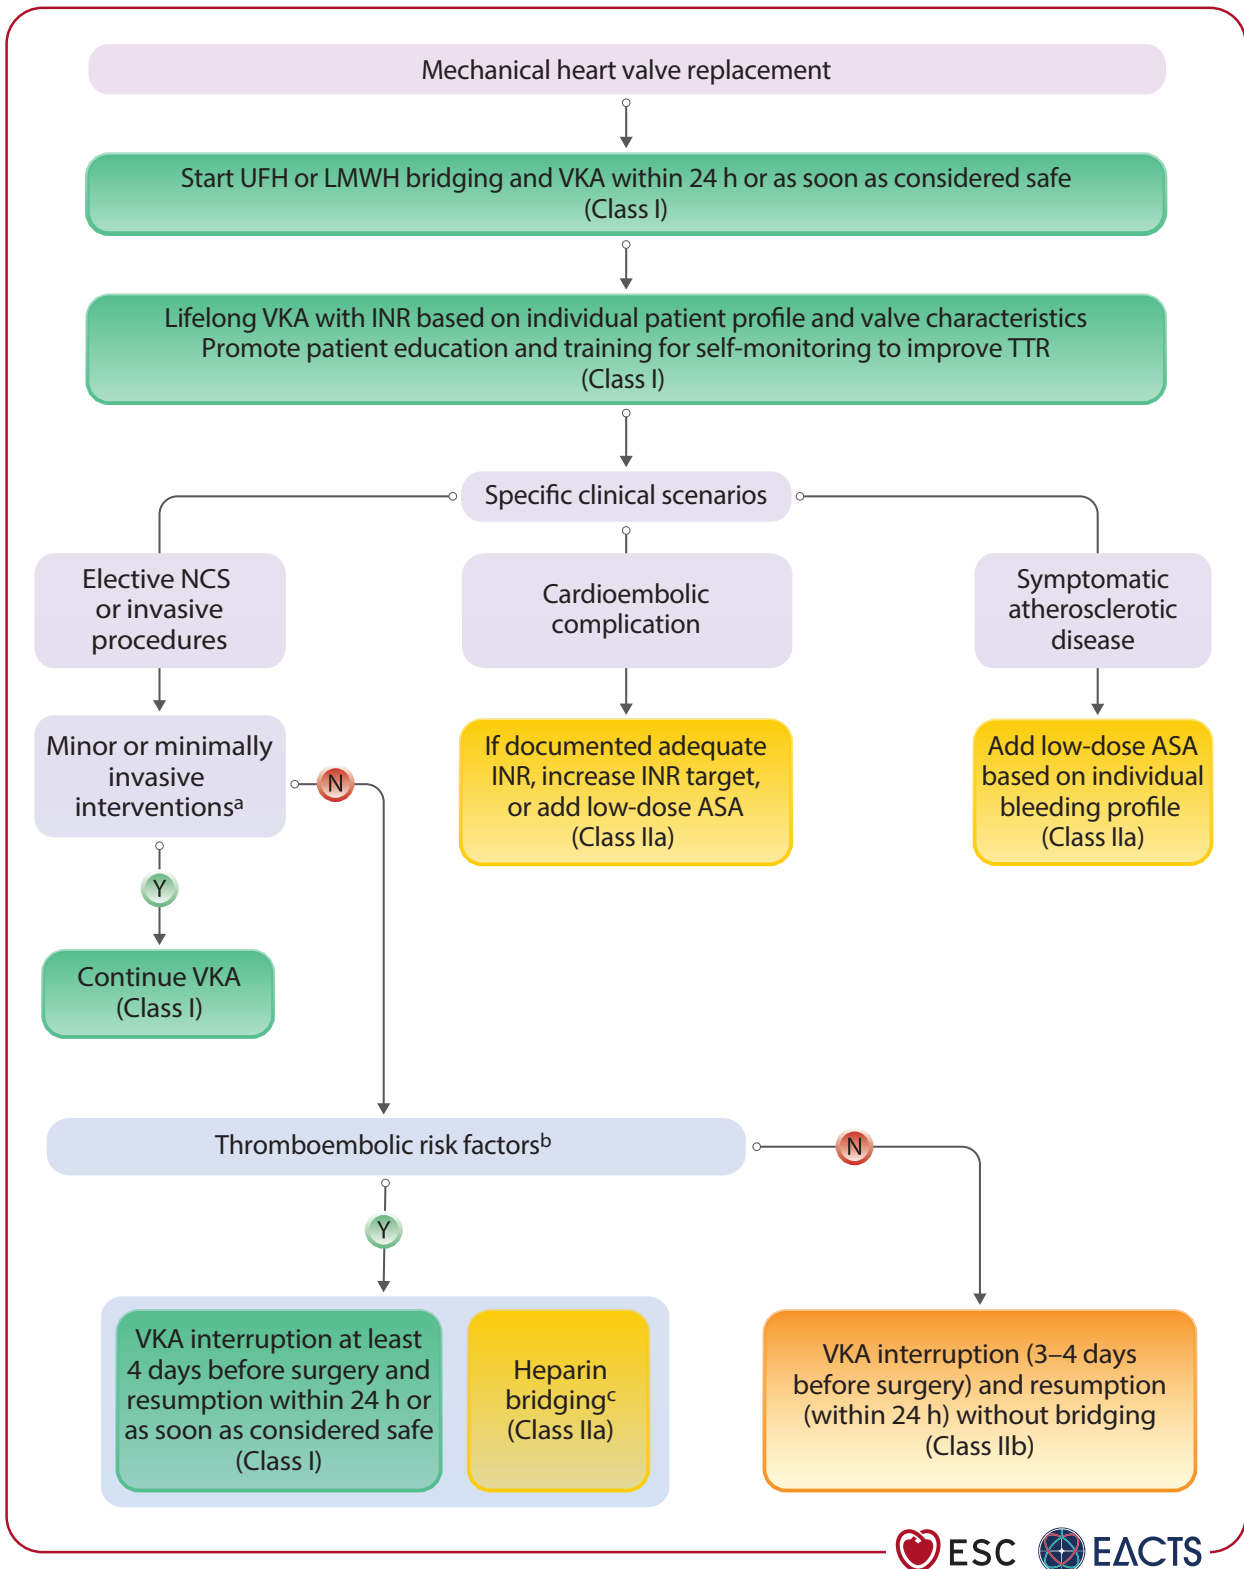 Mechanical heart valve replacement
Start UFH or LMWH bridging and VKA within 24 h or as soon as considered safe
(Class I)
Lifelong VKA with INR based on individual patient profile and valve characteristics
Promote patient education and training for self-monitoring to improve TTR
(Class I)
Specific clinical scenarios
Elective NCS
or invasive
procedures
Cardioembolic
complication
Symptomatic
atherosclerotic
disease
Minor or minimally
invasive
interventionsᵃ
N
If documented adequate
INR, increase INR target,
or add low-dose ASA
(Class IIa)
Add low-dose ASA
based on individual
bleeding profile
(Class IIa)
Y
Continue VKA
(Class I)
Thromboembolic risk factorsᵇ
N
Y
VKA interruption at least
4 days before surgery and
resumption within 24 h or
as soon as considered safe
(Class I)
Heparin
bridgingᶜ
(Class IIa)
VKA interruption (3–4 days
before surgery) and resumption
(within 24 h) without bridging
(Class IIb)
ESC
EΔCTS